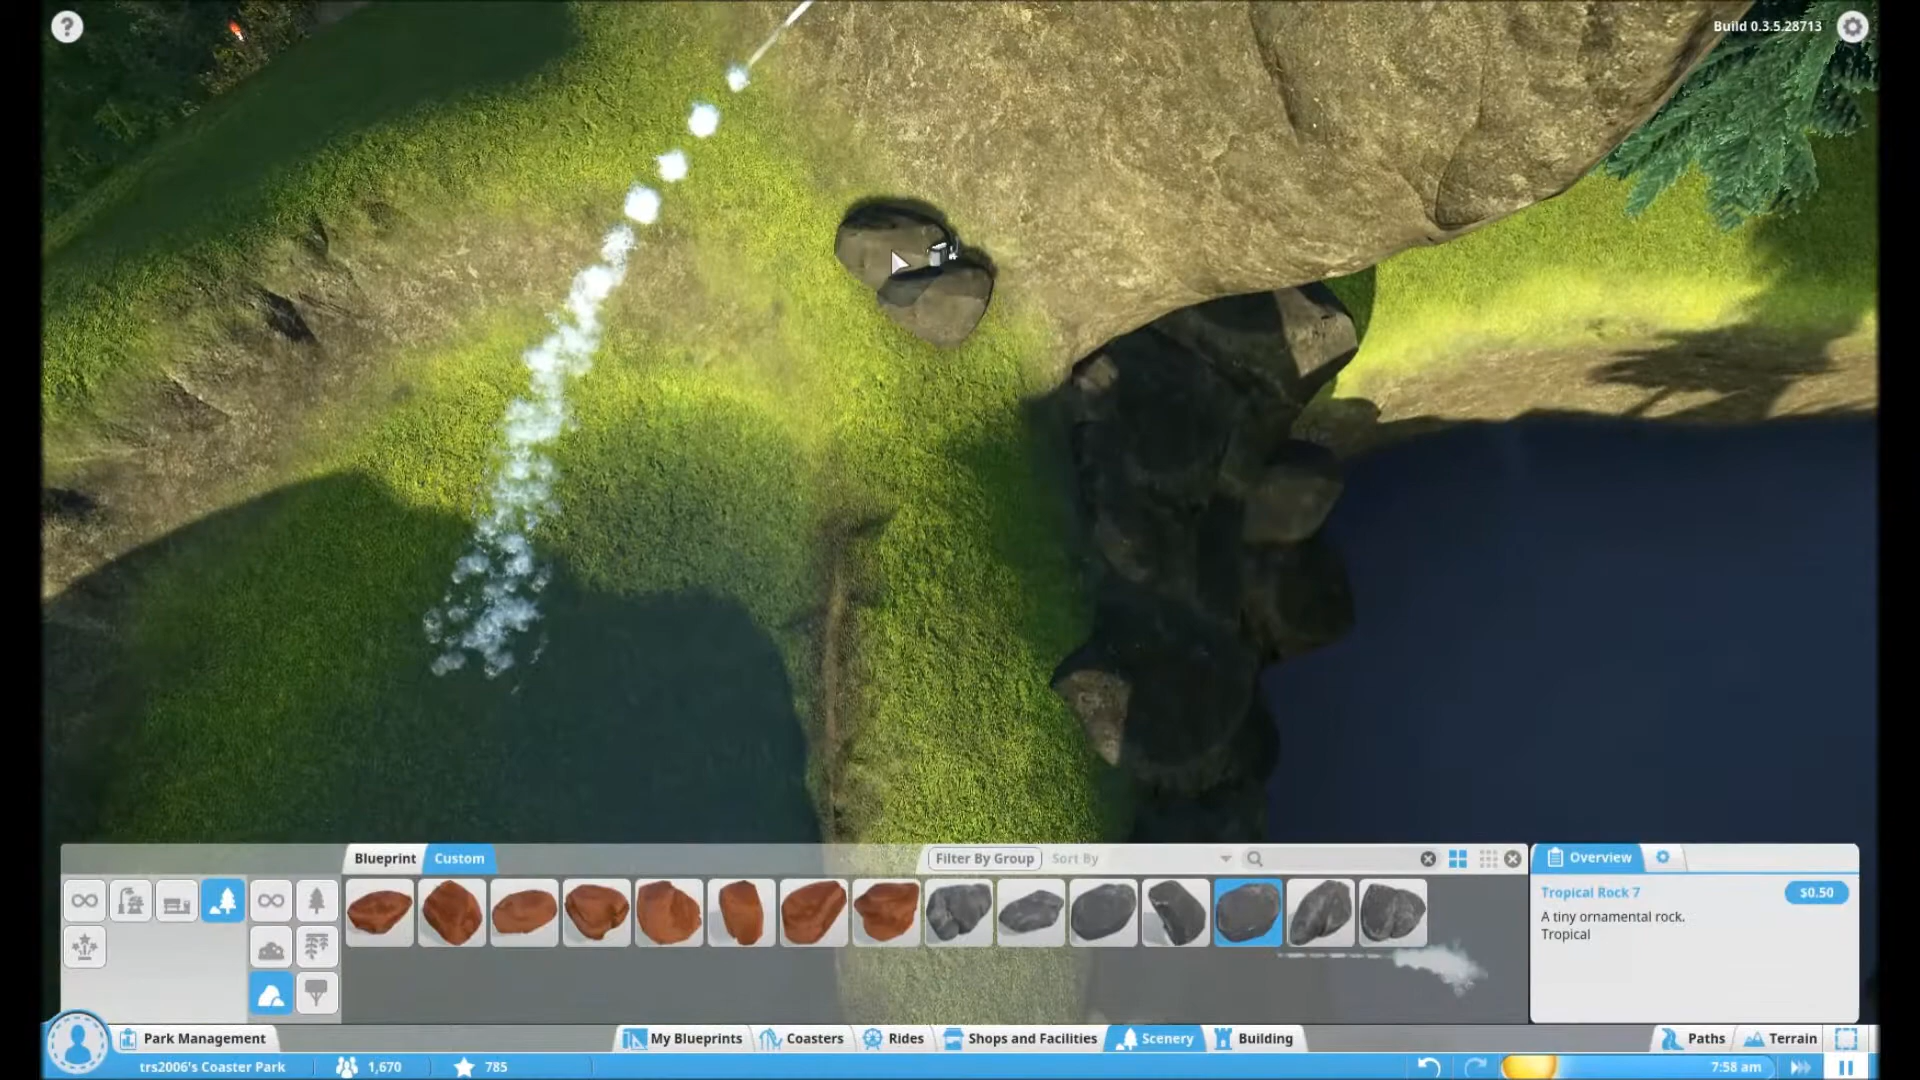 ?
Build 0.3.5.28713
Blueprint
Custom
Filter By Group
Sort By
Overview
Tropical Rock 7
$0.50
A tiny ornamental rock.
Tropical
Park Management
My Blueprints
Coasters
Rides
Shops and Facilities
Scenery
Building
Paths
Terrain
trs2006's Coaster Park
1,670
785
7:58 am